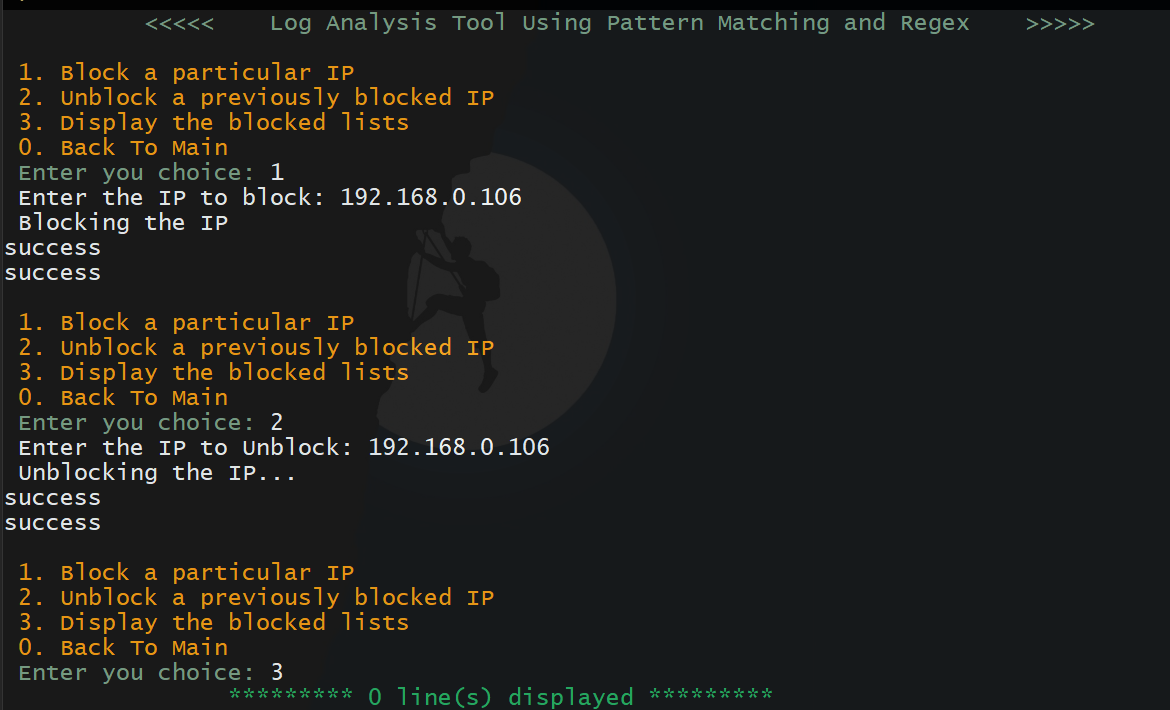 <<<<< Log Analysis Tool Using Pattern Matching and Regex >>>>>
1. Block a particular IP
2. Unblock a previously blocked IP
3. Display the blocked lists
0. Back To Main
Enter you choice: 1
Enter the IP to block: 192.168.0.106
Blocking the IP
success
success
1. Block a particular IP
2. Unblock a previously blocked IP
3. Display the blocked lists
0. Back To Main
Enter you choice: 2
Enter the IP to Unblock: 192.168.0.106
Unblocking the IP...
success
success
1. Block a particular IP
2. Unblock a previously blocked IP
3. Display the blocked lists
0. Back To Main
Enter you choice: 3
********* 0 line(s) displayed *********